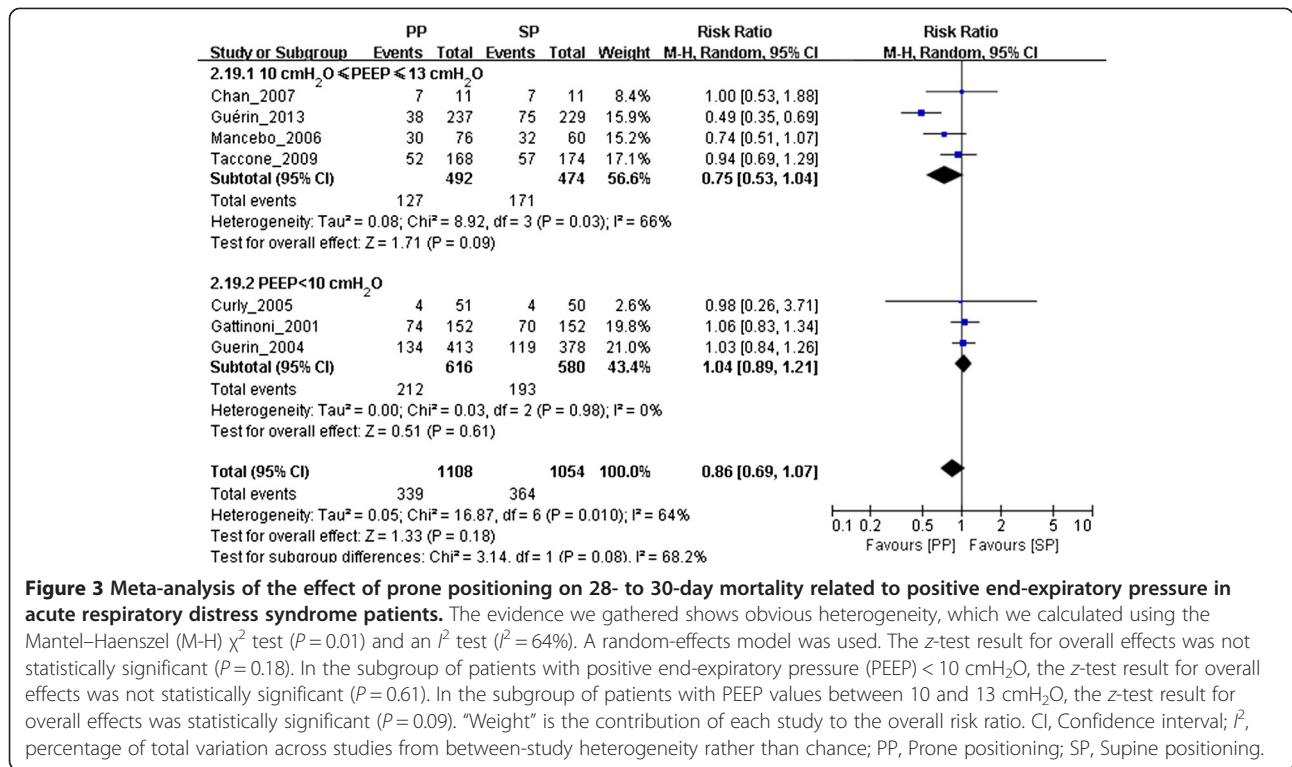 PP SP Risk Ratio Risk Ratio
Study or Subgroup Events Total Events Total Weight M-H, Random, 95% CI M-H, Random, 95% CI
2.19.1 10 cmH₂O ⩽PEEP⩽ 13 cmH₂O
Chan_2007 7 11 7 11 8.4% 1.00 [0.53, 1.88]
Guérin_2013 38 237 75 229 15.9% 0.49 [0.35, 0.69]
Mancebo_2006 30 76 32 60 15.2% 0.74 [0.51, 1.07]
Taccone_2009 52 168 57 174 17.1% 0.94 [0.69, 1.29]
Subtotal (95% CI) 492 474 56.6% 0.75 [0.53, 1.04]
Total events 127 171
Heterogeneity: Tau² = 0.08; Chi² = 8.92, df = 3 (P = 0.03); I² = 66%
Test for overall effect: Z = 1.71 (P = 0.09)
2.19.2 PEEP<10 cmH₂O
Curly_2005 4 51 4 50 2.6% 0.98 [0.26, 3.71]
Gattinoni_2001 74 152 70 152 19.8% 1.06 [0.83, 1.34]
Guerin_2004 134 413 119 378 21.0% 1.03 [0.84, 1.26]
Subtotal (95% CI) 616 580 43.4% 1.04 [0.89, 1.21]
Total events 212 193
Heterogeneity: Tau² = 0.00; Chi² = 0.03, df = 2 (P = 0.98); I² = 0%
Test for overall effect: Z = 0.51 (P = 0.61)
Total (95% CI) 1108 1054 100.0% 0.86 [0.69, 1.07]
Total events 339 364
Heterogeneity: Tau² = 0.05; Chi² = 16.87, df = 6 (P = 0.010); I² = 64%
Test for overall effect: Z = 1.33 (P = 0.18)
Test for subgroup differences: Chi² = 3.14, df = 1 (P = 0.08), I² = 68.2%
0.1 0.2 0.5 1 2 5 10
Favours [PP] Favours [SP]
Figure 3 Meta-analysis of the effect of prone positioning on 28- to 30-day mortality related to positive end-expiratory pressure in
acute respiratory distress syndrome patients. The evidence we gathered shows obvious heterogeneity, which we calculated using the
Mantel–Haenszel (M-H) χ² test (P = 0.01) and an I² test (I² = 64%). A random-effects model was used. The z-test result for overall effects was not
statistically significant (P = 0.18). In the subgroup of patients with positive end-expiratory pressure (PEEP) < 10 cmH₂O, the z-test result for overall
effects was not statistically significant (P = 0.61). In the subgroup of patients with PEEP values between 10 and 13 cmH₂O, the z-test result for
overall effects was statistically significant (P = 0.09). “Weight” is the contribution of each study to the overall risk ratio. CI, Confidence interval; I²,
percentage of total variation across studies from between-study heterogeneity rather than chance; PP, Prone positioning; SP, Supine positioning.